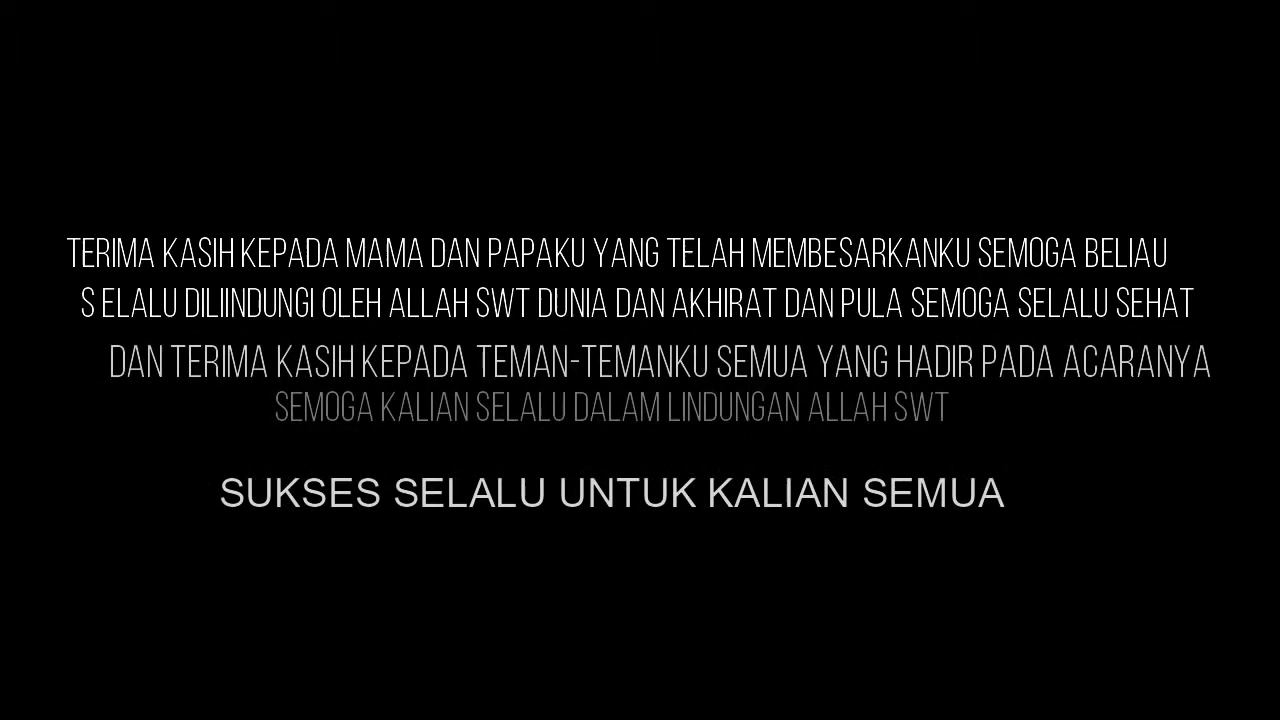 TERIMA KASIH KEPADA MAMA DAN PAPAKU YANG TELAH MEMBESARKANKU SEMOGA BELIAU
S ELALU DILIINDUNGI OLEH ALLAH SWT DUNIA DAN AKHIRAT DAN PULA SEMOGA SELALU SEHAT
DAN TERIMA KASIH KEPADA TEMAN-TEMANKU SEMUA YANG HADIR PADA ACARANYA
SEMOGA KALIAN SELALU DALAM LINDUNGAN ALLAH SWT
SUKSES SELALU UNTUK KALIAN SEMUA